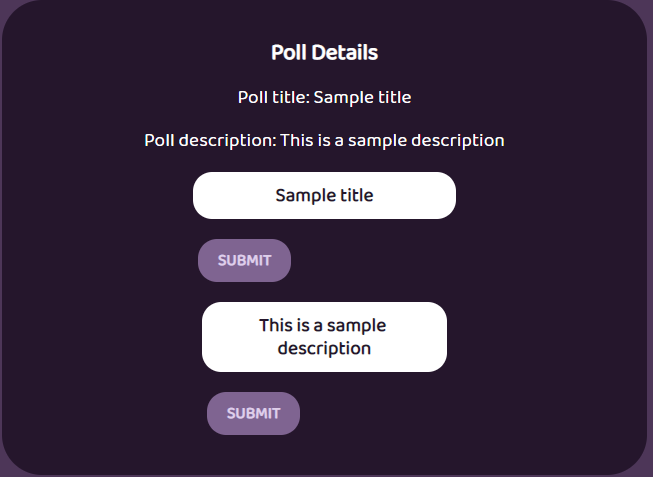 Poll Details
Poll title: Sample title
Poll description: This is a sample description
Sample title
SUBMIT
This is a sample
description
SUBMIT